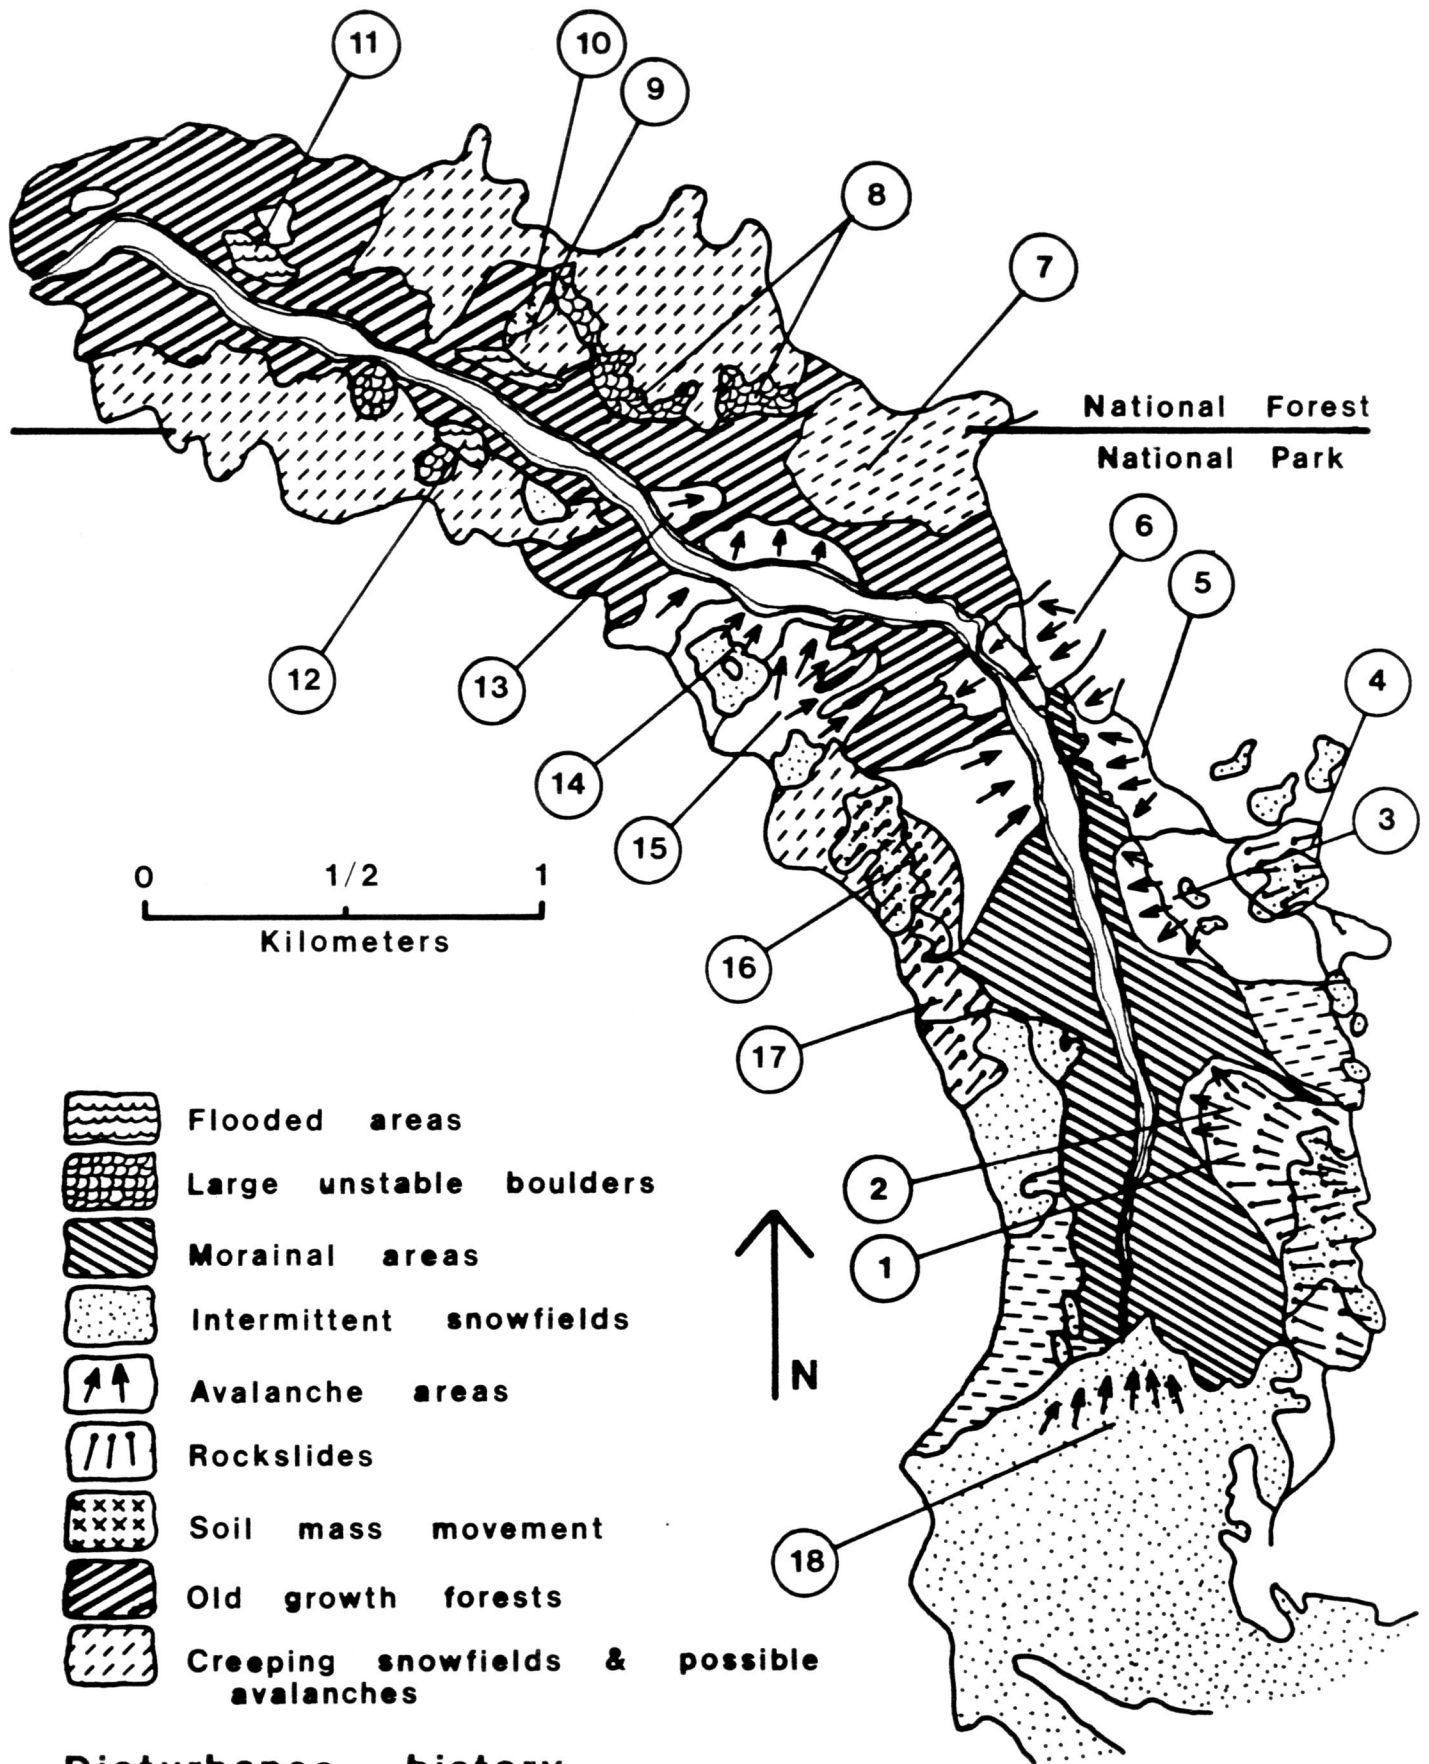 11
10
9
8
7
National Forest
National Park
6
5
4
3
12
13
14
15
0 1/2 1
Kilometers
16
17
2
1
N
18
Flooded areas
Large unstable boulders
Morainal areas
Intermittent snowfields
Avalanche areas
Rockslides
Soil mass movement
Old growth forests
Creeping snowfields & possible
avalanches
Disturbance history